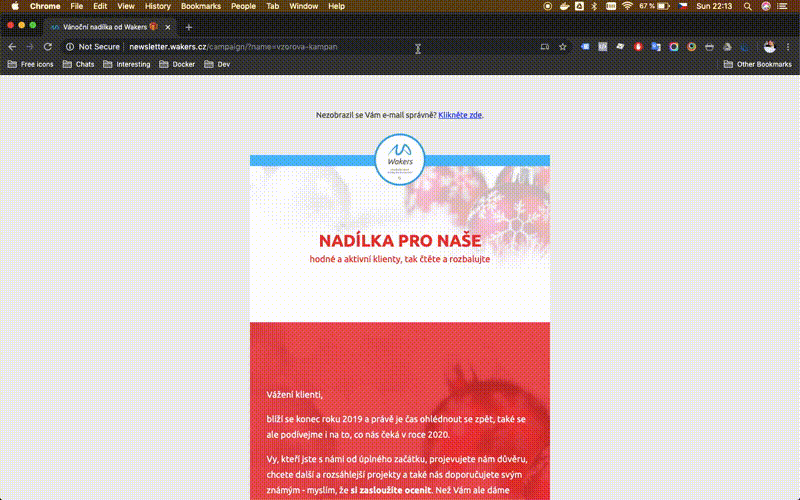 Chrome File Edit View History Bookmarks People Tab Window Help 67 % Sun 22:13
Vánoční nadílka od Wakers
Not Secure newsletter.wakers.cz/campaign/?name=vzorova-kampan
Free icons Chats Interesting Docker Dev Other Bookmarks
Nezobrazil se Vám e-mail správně? Klikněte zde.
Wakers
NADÍLKA PRO NAŠE
hodné a aktivní klienty, tak čtěte a rozbalujte
Vážení klienti,
blíží se konec roku 2019 a právě je čas ohlédnout se zpět, také se
ale podívejme i na to, co nás čeká v roce 2020.
Vy, kteří jste s námi od úplného začátku, projevujete nám důvěru,
chcete další a rozsáhlejší projekty a také nás doporučujete svým
známým - myslím, že si zasloužíte ocenit. Než Vám ale dáme